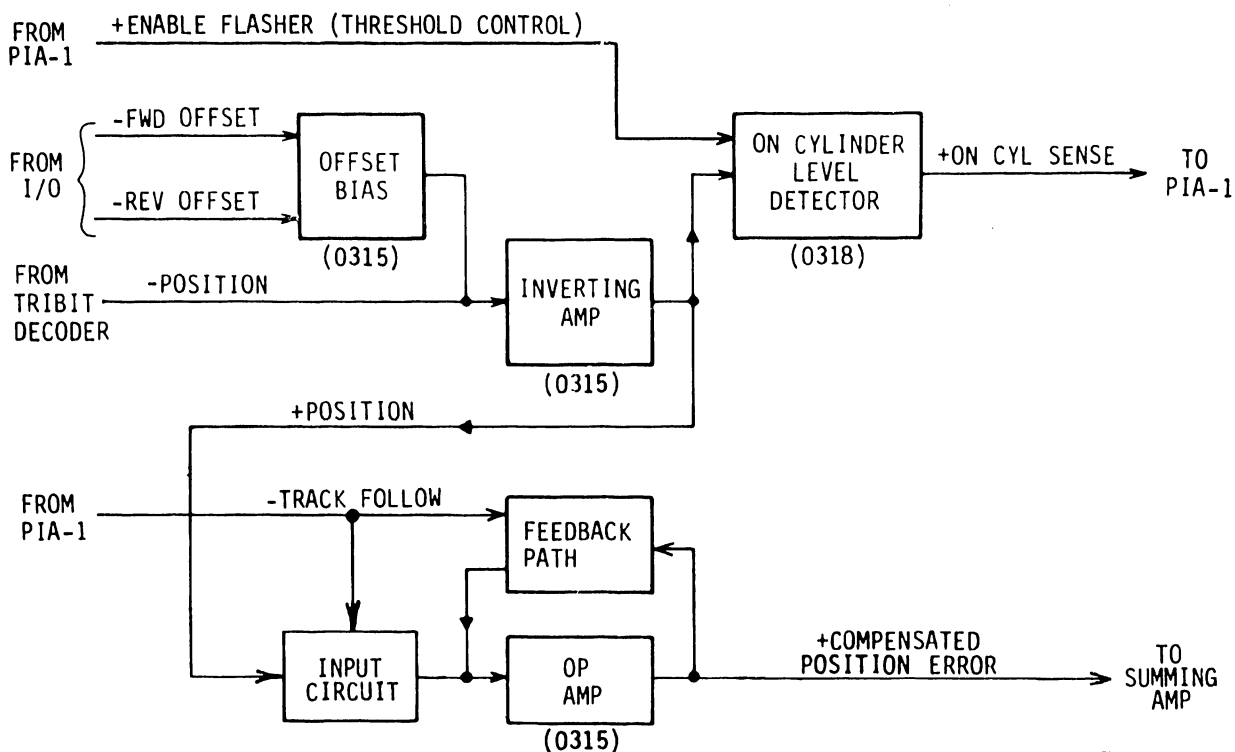 FROM
PIA-1
+ENABLE FLASHER (THRESHOLD CONTROL)
FROM
I/O
-FWD OFFSET
-REV OFFSET
OFFSET
BIAS
(0315)
ON CYLINDER
LEVEL
DETECTOR
(0318)
+ON CYL SENSE
TO
PIA-1
FROM
TRIBIT
DECODER
-POSITION
INVERTING
AMP
(0315)
+POSITION
FROM
PIA-1
-TRACK FOLLOW
FEEDBACK
PATH
INPUT
CIRCUIT
OP
AMP
(0315)
+COMPENSATED
POSITION ERROR
TO
SUMMING
AMP